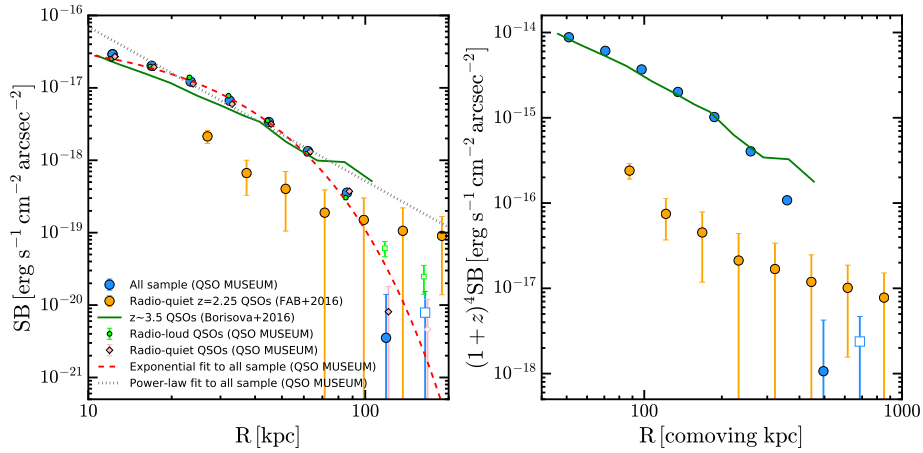 SB [erg s⁻¹ cm⁻² arcsec⁻²]
10⁻¹⁶
10⁻¹⁷
10⁻¹⁸
10⁻¹⁹
10⁻²⁰
10⁻²¹
All sample (QSO MUSEUM)
Radio-quiet z=2.25 QSOs (FAB+2016)
z~3.5 QSOs (Borisova+2016)
Radio-loud QSOs (QSO MUSEUM)
Radio-quiet QSOs (QSO MUSEUM)
Exponential fit to all sample (QSO MUSEUM)
Power-law fit to all sample (QSO MUSEUM)
10 100 200
R [kpc]
(1 + z)⁴SB [erg s⁻¹ cm⁻² arcsec⁻²]
10⁻¹⁴
10⁻¹⁵
10⁻¹⁶
10⁻¹⁷
10⁻¹⁸
100 1000
R [comoving kpc]